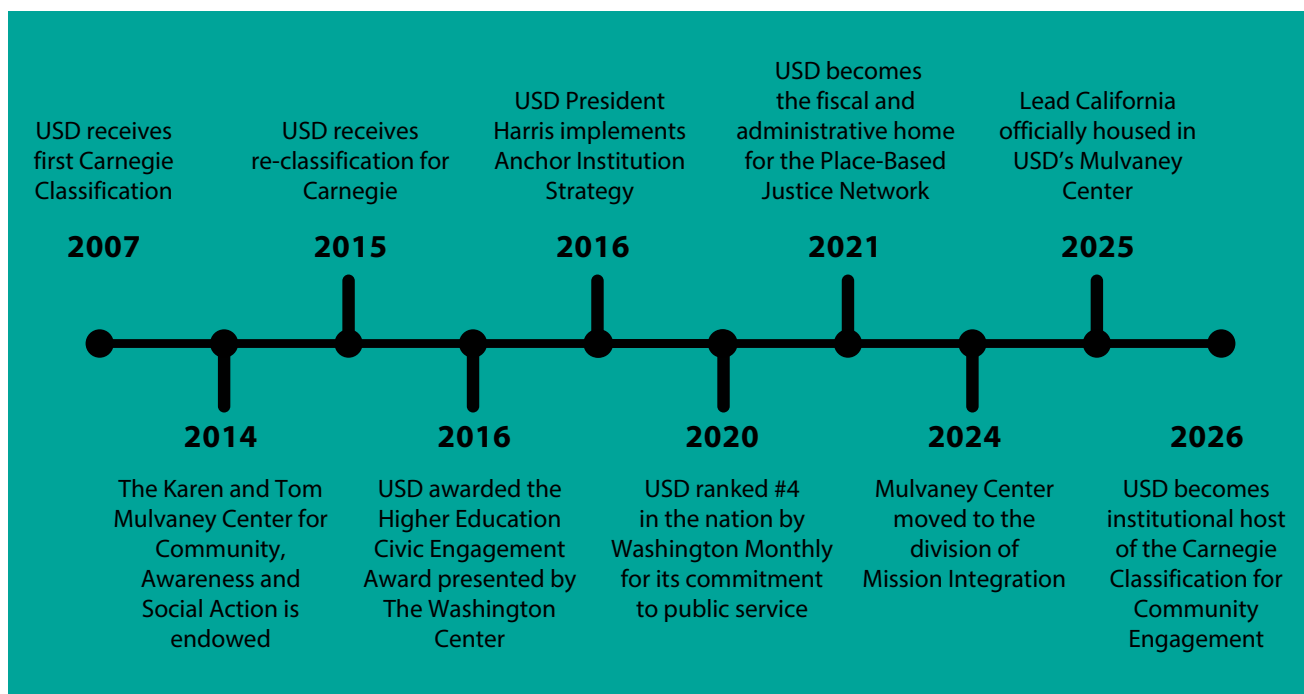 USD receives
first Carnegie
Classification
2007
The Karen and Tom
Mulvaney Center for
Community,
Awareness and
Social Action is
endowed
2014
USD receives
re-classification for
Carnegie
2015
USD awarded the
Higher Education
Civic Engagement
Award presented by
The Washington
Center
2016
USD President
Harris implements
Anchor Institution
Strategy
2016
USD ranked #4
in the nation by
Washington Monthly
for its commitment
to public service
2020
USD becomes
the fiscal and
administrative home
for the Place-Based
Justice Network
2021
Mulvaney Center
moved to the
division of
Mission Integration
2024
Lead California
officially housed in
USD’s Mulvaney
Center
2025
2026
USD becomes
institutional host
of the Carnegie
Classification for
Community
Engagement